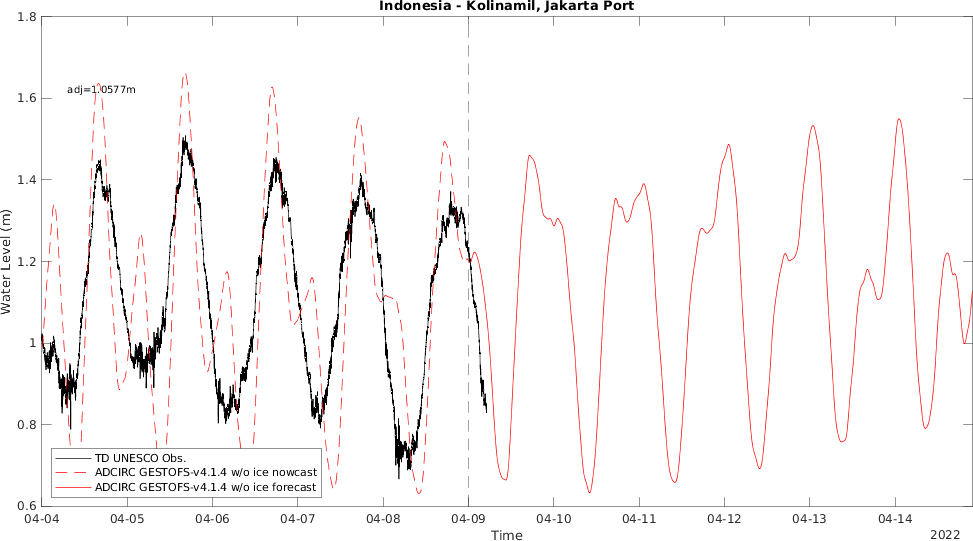 Indonesia - Kolinamil, Jakarta Port
1.8
1.6
1.4
1.2
1
0.8
0.6
Water Level (m)
adj=1.0577m
TD UNESCO Obs.
ADCIRC GESTOFS-v4.1.4 w/o ice nowcast
ADCIRC GESTOFS-v4.1.4 w/o ice forecast
04-04 04-05 04-06 04-07 04-08 04-09 04-10 04-11 04-12 04-13 04-14
Time
2022